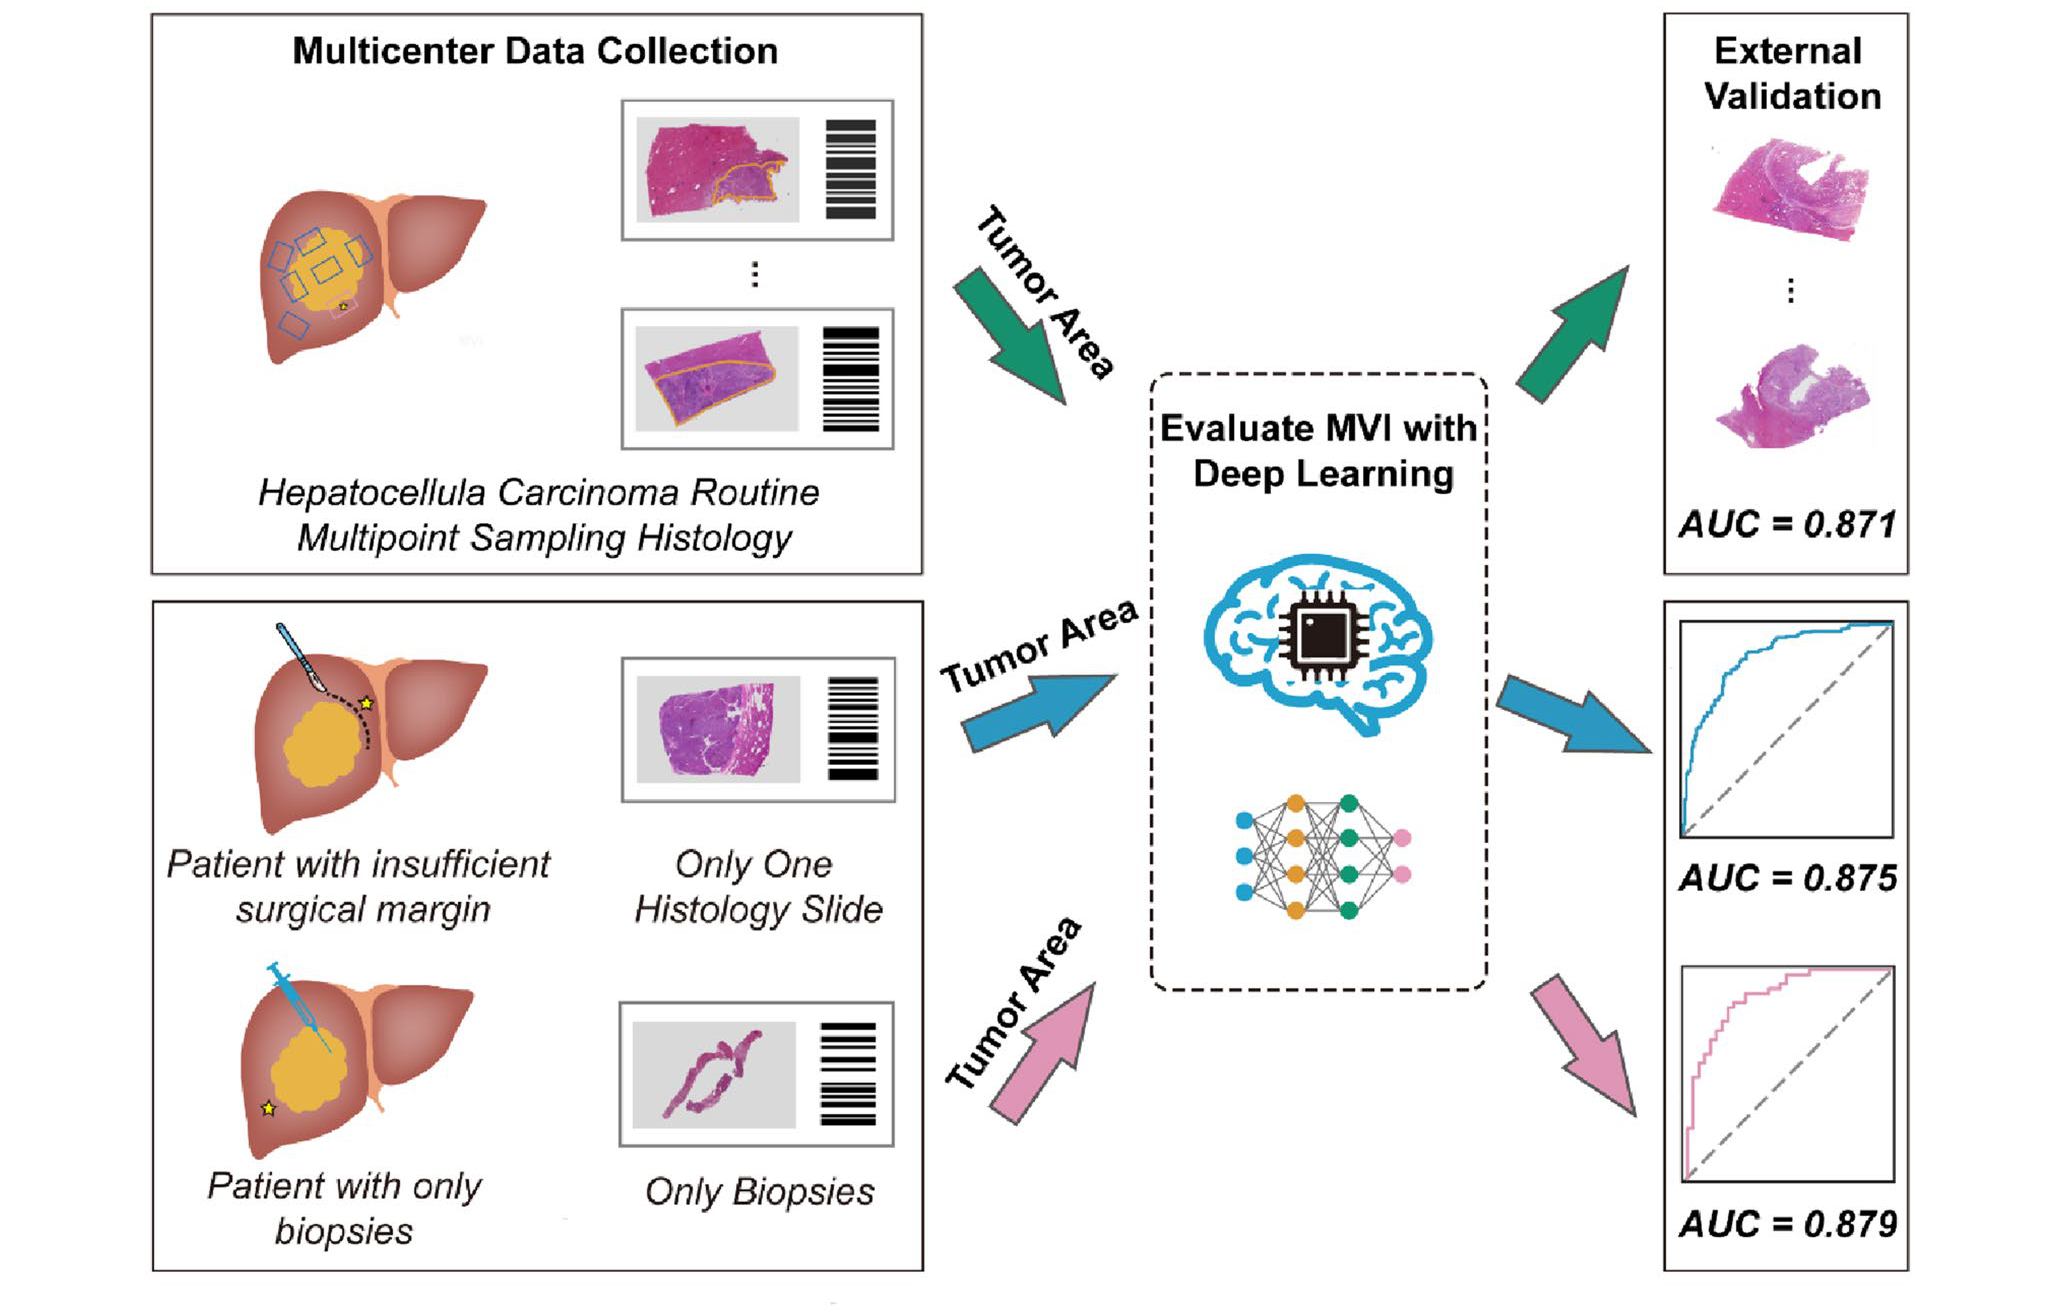 Multicenter Data Collection
Hepatocellula Carcinoma Routine
Multipoint Sampling Histology
Patient with insufficient
surgical margin
Only One
Histology Slide
Patient with only
biopsies
Only Biopsies
Tumor Area
Tumor Area
Tumor Area
Evaluate MVI with
Deep Learning
External
Validation
AUC = 0.871
AUC = 0.875
AUC = 0.879